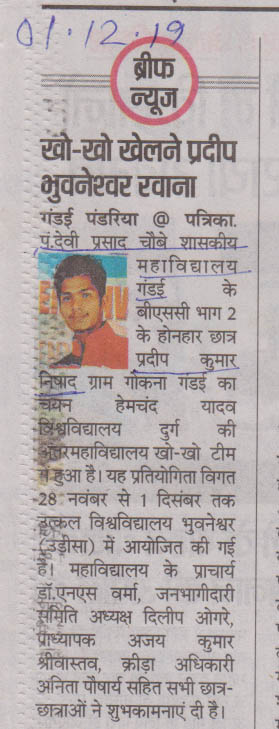 01.12.19
ब्रीफ
न्यूज
खो-खो खेलने प्रदीप
भुवनेश्वर रवाना
गंडई पंडरिया @ पत्रिका.
पं.देवी प्रसाद चौबे शासकीय
महाविद्यालय
गंडई के
बीएससी भाग 2
के होनहार छात्र
प्रदीप कुमार
निषाद ग्राम गोकना गंडई का
चयन हेमचंद यादव
विश्वविद्यालय दुर्ग की
अंतरमहाविद्यालय खो-खो टीम
में हुआ है। यह प्रतियोगिता विगत
28 नवंबर से 1 दिसंबर तक
उत्कल विश्वविद्यालय भुवनेश्वर
(उड़ीसा) में आयोजित की गई
है। महाविद्यालय के प्राचार्य
डॉ.एनएस वर्मा, जनभागीदारी
समिति अध्यक्ष दिलीप ओगरे,
प्राध्यापक अजय कुमार
श्रीवास्तव, क्रीड़ा अधिकारी
अनिता पौषार्य सहित सभी छात्र-
छात्राओं ने शुभकामनाएं दी है।